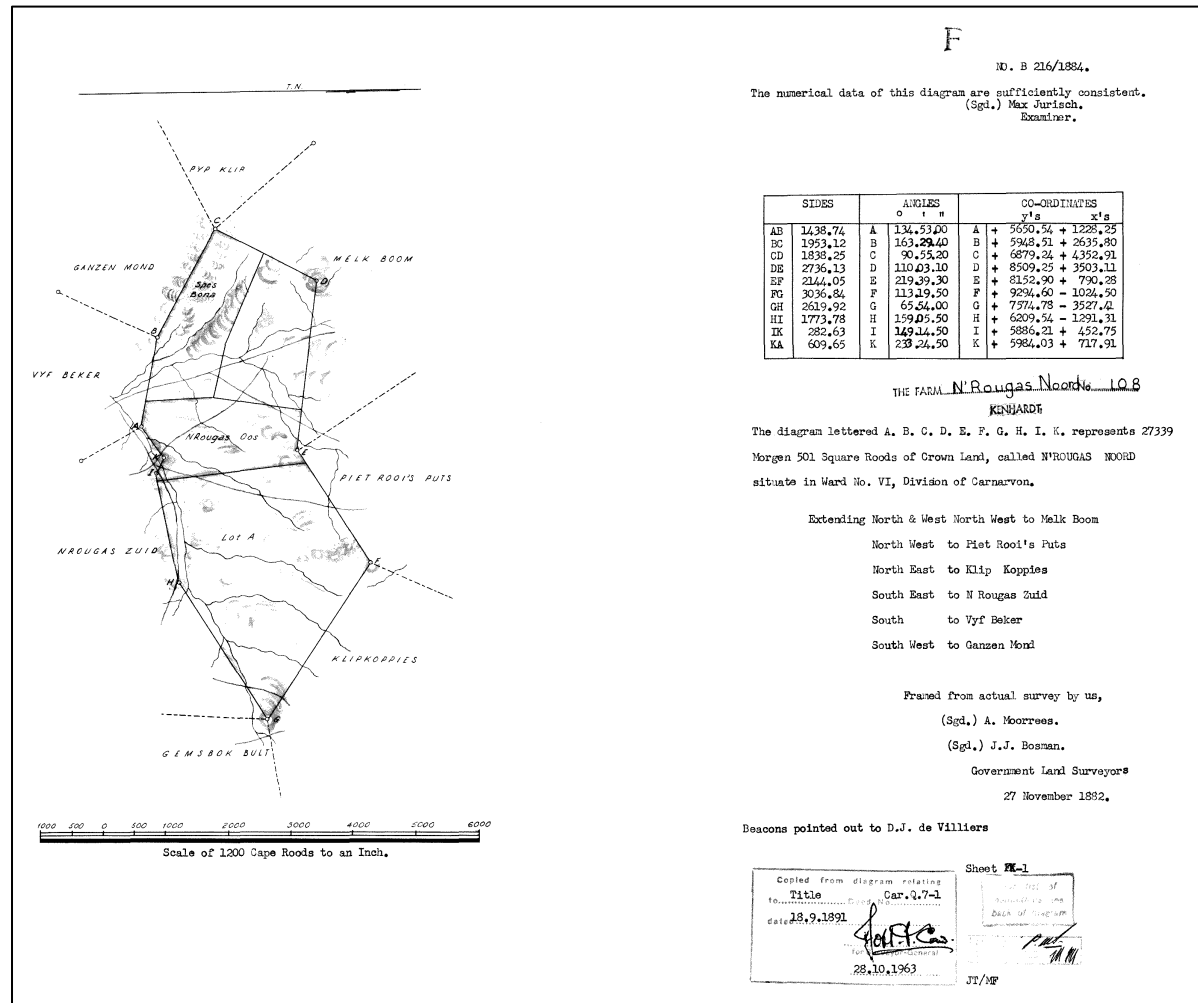 T.N.
PYP KLIP
C
GANZEN MOND
Spes
Bona
MELK BOOM
D
B
VYF BEKER
A
NRougas Oos
K
I
E
PIET ROOI'S PUTS
Lot A
NROUGAS ZUID
F
H
KLIPKOPPIES
G
GEMSBOK BULT
1000 500 0 500 1000 2000 3000 4000 5000 6000
Scale of 1200 Cape Roods to an Inch.
F
NO. B 216/1884.
The numerical data of this diagram are sufficiently consistent.
(Sgd.) Max Jurisch.
Examiner.
SIDES ANGLES CO-ORDINATES
o ' " y's x's
AB 1438.74 A 134.53.00 A + 5650.54 + 1228.25
BC 1953.12 B 163.29.40 B + 5948.51 + 2635.80
CD 1838.25 C 90.55.20 C + 6879.24 + 4352.91
DE 2736.13 D 110.03.10 D + 8509.25 + 3503.11
EF 2144.05 E 219.39.30 E + 8152.90 + 790.28
FG 3036.84 F 113.19.50 F + 9294.60 - 1024.50
GH 2619.92 G 65.54.00 G + 7574.78 - 3527.41
HI 1773.78 H 159.05.50 H + 6209.54 - 1291.31
IK 282.63 I 149.14.50 I + 5886.21 + 452.75
KA 609.65 K 233.24.50 K + 5984.03 + 717.91
THE FARM N'Rougas Noord No. 108
KENHARDT
The diagram lettered A. B. C. D. E. F. G. H. I. K. represents 27339
Morgen 501 Square Roods of Crown Land, called N'ROUGAS NOORD
situate in Ward No. VI, Division of Carnarvon.
Extending North & West North West to Melk Boom
North West to Piet Rooi's Puts
North East to Klip Koppies
South East to N Rougas Zuid
South to Vyf Beker
South West to Ganzen Mond
Framed from actual survey by us,
(Sgd.) A. Moorrees.
(Sgd.) J.J. Bosman.
Government Land Surveyors
27 November 1882.
Beacons pointed out to D.J. de Villiers
Sheet
Copied from diagram relating
to Title Deed No. Car.Q.7-1
dated 18.9.1891
for Surveyor-General
28.10.1963
back of diagram
JT/MF